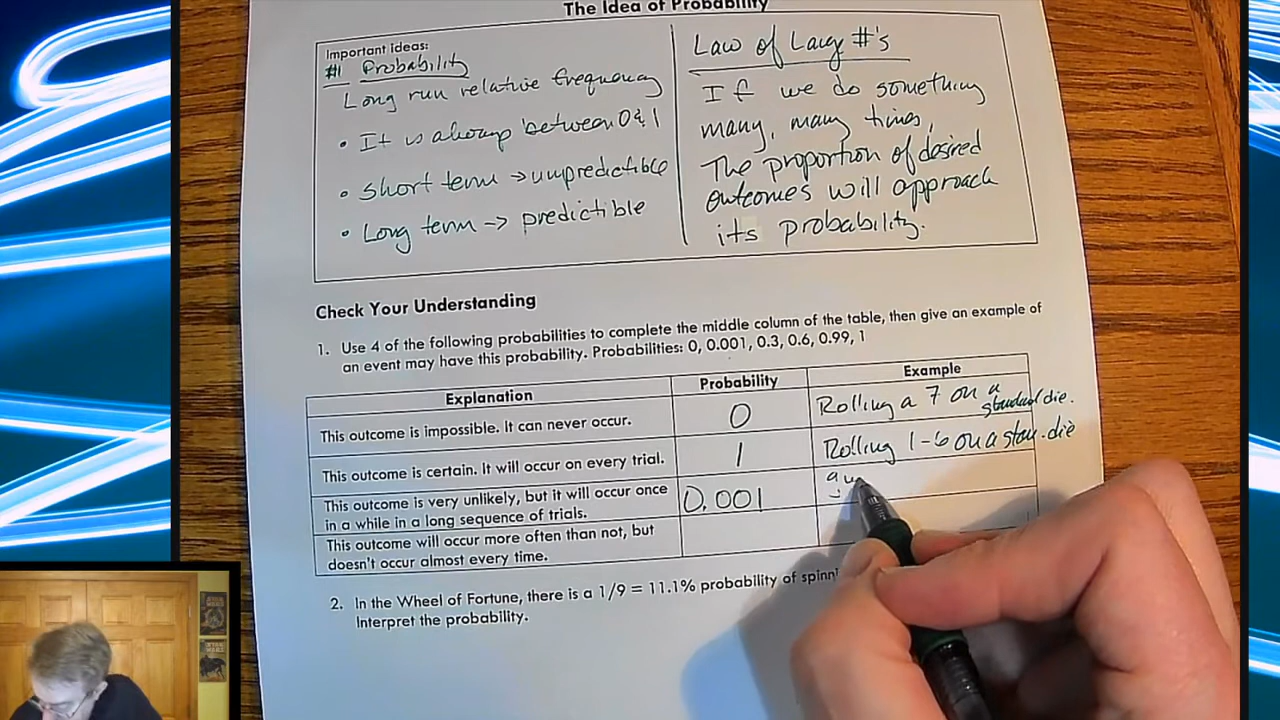 The Idea of Probability
Important ideas:
#1 Probability
Long run relative frequency
• It is always between 0 & 1
• short term → unpredictible
• Long term → predictible
Law of Large #'s
If we do something
many, many times,
The proportion of desired
outcomes will approach
its probability.
Check Your Understanding
1. Use 4 of the following probabilities to complete the middle column of the table, then give an example of
an event may have this probability. Probabilities: 0, 0.001, 0.3, 0.6, 0.99, 1
Explanation Probability Example
This outcome is impossible. It can never occur. 0 Rolling a 7 on a
standard die.
This outcome is certain. It will occur on every trial. 1 Rolling 1-6 on a stan. die
This outcome is very unlikely, but it will occur once
in a while in a long sequence of trials. 0.001
This outcome will occur more often than not, but
doesn't occur almost every time.
2. In the Wheel of Fortune, there is a 1/9 = 11.1% probability of
Interpret the probability.
STAR WARS
STAR WARS